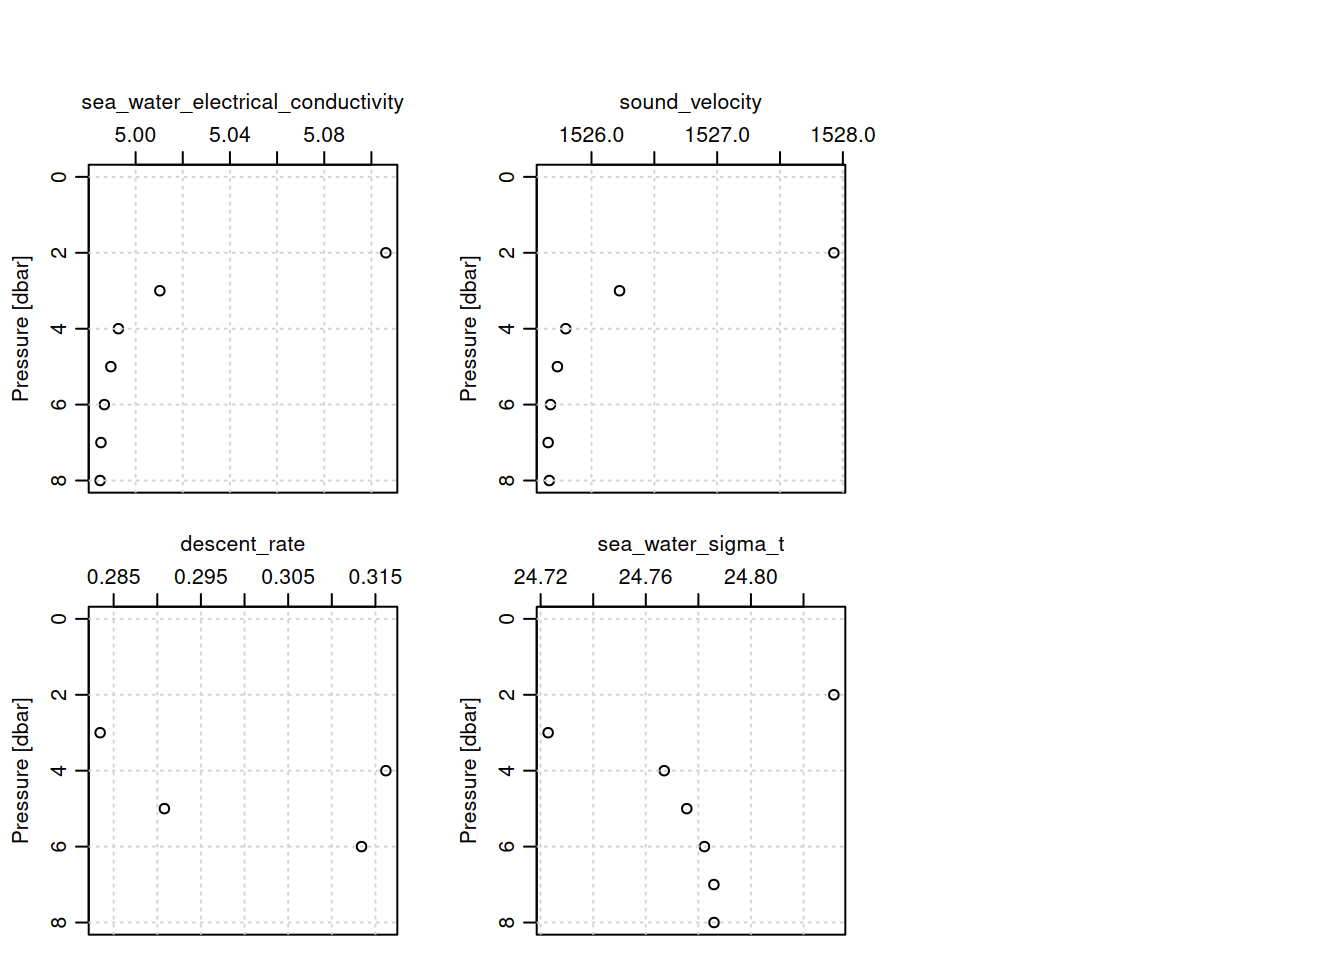 sea_water_electrical_conductivity
5.00 5.04 5.08
0
2
4
6
8
Pressure [dbar]
sound_velocity
1526.0 1527.0 1528.0
0
2
4
6
8
Pressure [dbar]
descent_rate
0.285 0.295 0.305 0.315
0
2
4
6
8
Pressure [dbar]
sea_water_sigma_t
24.72 24.76 24.80
0
2
4
6
8
Pressure [dbar]